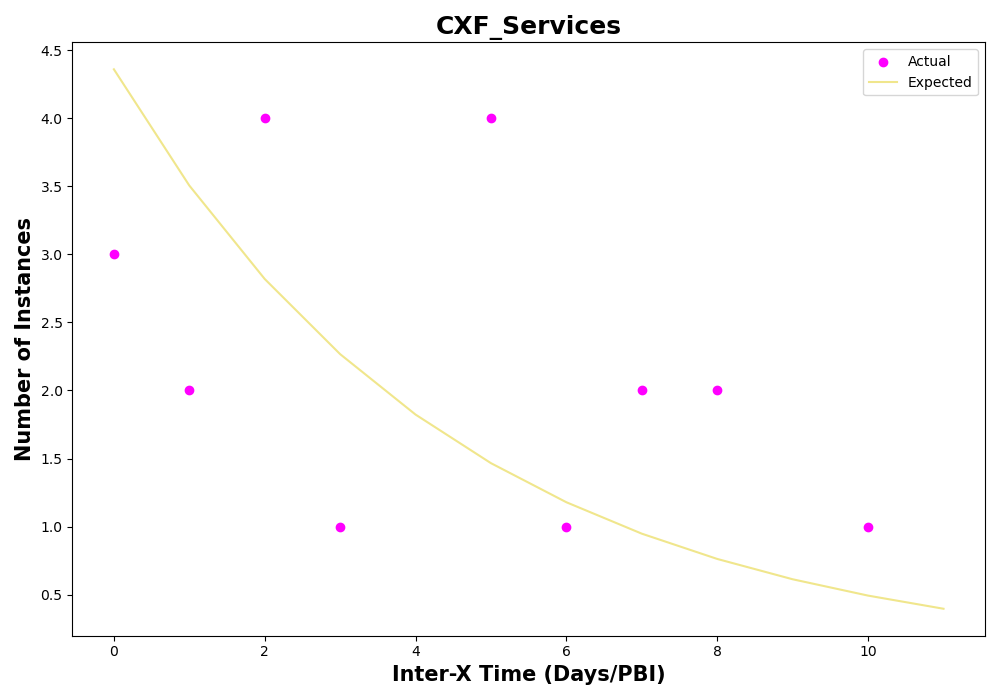 CXF_Services
Actual
Expected
Number of Instances
4.5
4.0
3.5
3.0
2.5
2.0
1.5
1.0
0.5
0 2 4 6 8 10
Inter-X Time (Days/PBI)